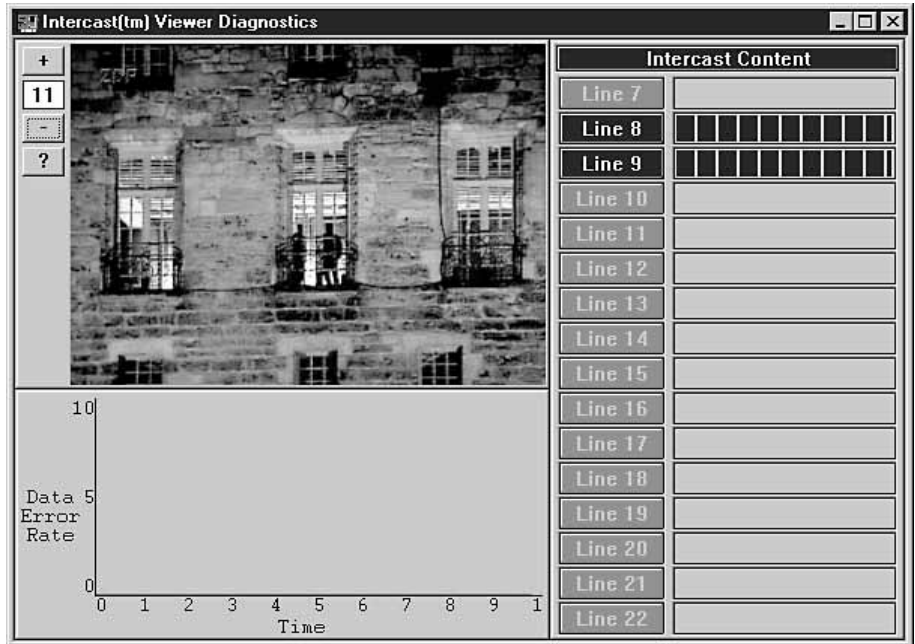 Intercast(tm) Viewer Diagnostics
+
11
-
?
ZDF
Intercast Content
Line 7
Line 8
Line 9
Line 10
Line 11
Line 12
Line 13
Line 14
Line 15
Line 16
Line 17
Line 18
Line 19
Line 20
Line 21
Line 22
10
Data 5
Error
Rate
0
0 1 2 3 4 5 6 7 8 9 1
Time